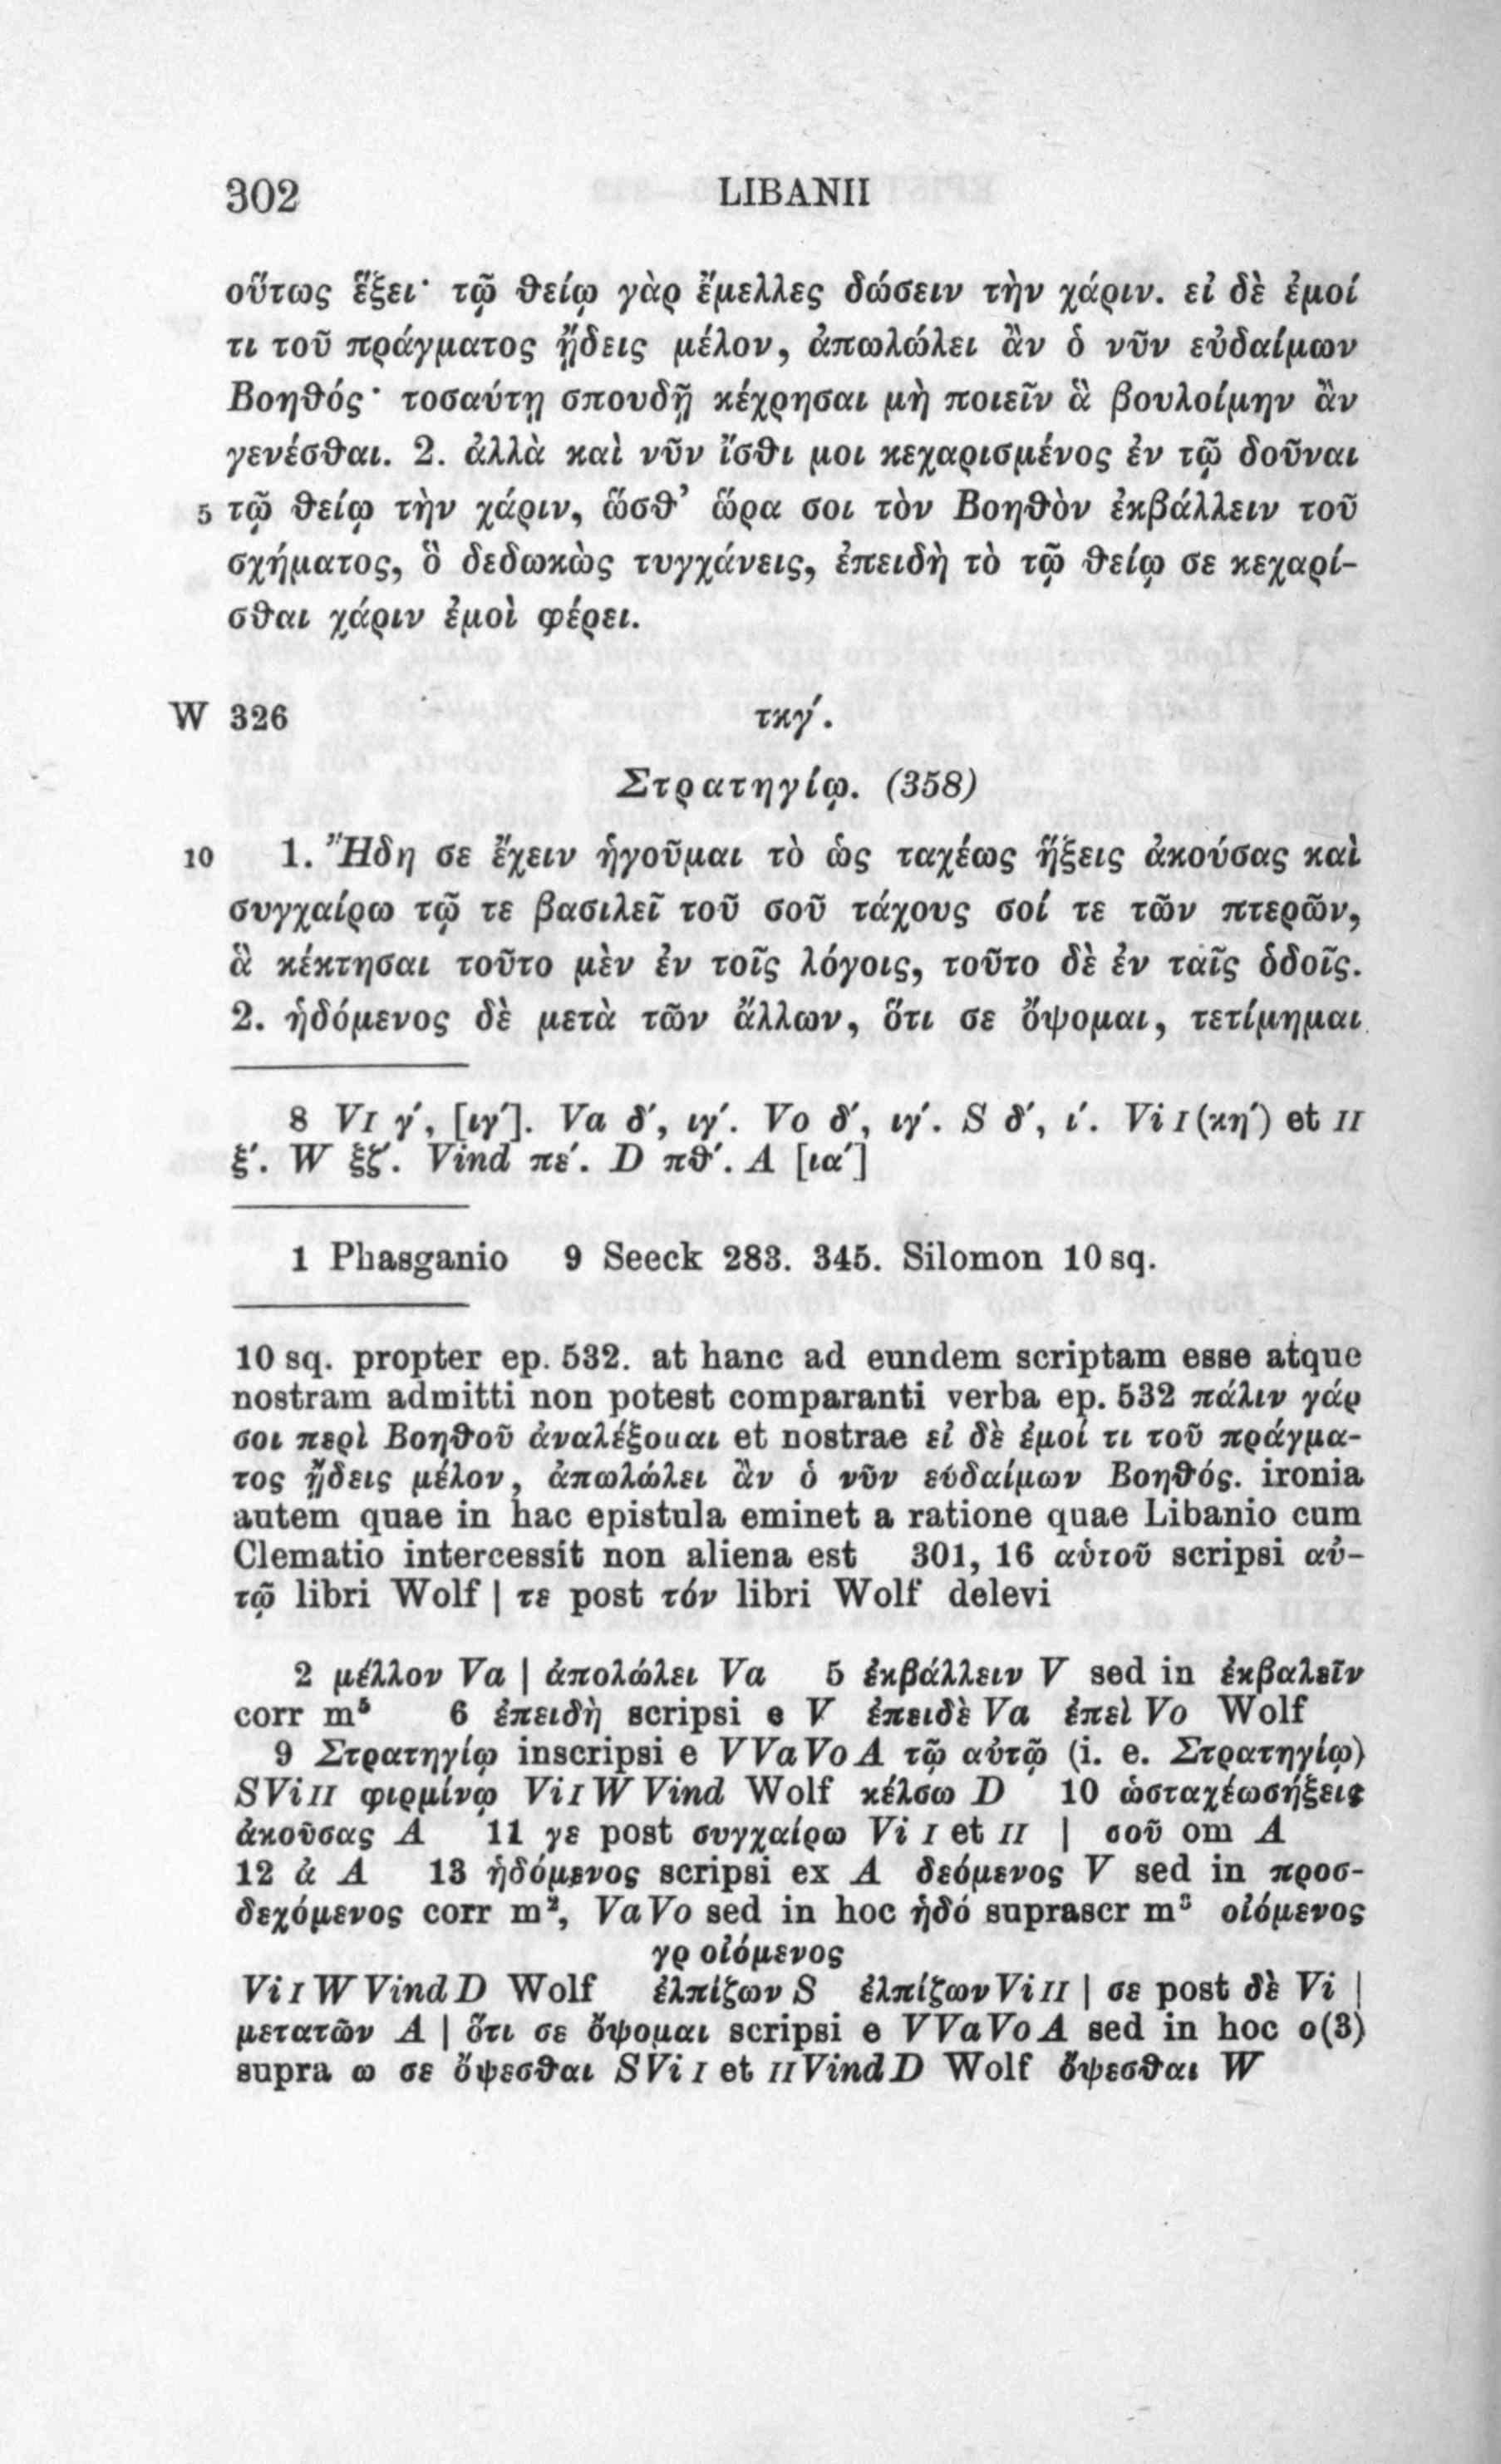 302 LIBANII
οὕτως ἕξει· τῷ θείῳ γὰρ ἔμελλες δώσειν τὴν χάριν. εἰ δὲ ἐμοί
τι τοῦ πράγματος ᾔδεις μέλον, ἀπωλώλει ἂν ὁ νῦν εὐδαίμων
Βοηθός· τοσαύτῃ σπουδῇ κέχρησαι μὴ ποιεῖν ἃ βουλοίμην ἂν
γενέσθαι. 2. ἀλλὰ καὶ νῦν ἴσθι μοι κεχαρισμένος ἐν τῷ δοῦναι
5 τῷ θείῳ τὴν χάριν, ὥσθ’ ὥρα σοι τὸν Βοηθὸν ἐκβάλλειν τοῦ
σχήματος, ὃ δεδωκὼς τυγχάνεις, ἐπειδὴ τὸ τῷ θείῳ σε κεχαρί-
σθαι χάριν ἐμοὶ φέρει.
W 326 τκγ΄.
Στρατηγίῳ. (358)
10 1. Ἤδη σε ἔχειν ἡγοῦμαι τὸ ὡς ταχέως ἥξεις ἀκούσας καὶ
συγχαίρω τῷ τε βασιλεῖ τοῦ σοῦ τάχους σοί τε τῶν πτερῶν,
ἃ κέκτησαι τοῦτο μὲν ἐν τοῖς λόγοις, τοῦτο δὲ ἐν ταῖς ὁδοῖς.
2. ἡδόμενος δὲ μετὰ τῶν ἄλλων, ὅτι σε ὄψομαι, τετίμημαι
8 VI γ΄, [ιγ΄]. Va δ΄, ιγ΄. Vo δ΄, ιγ΄. S δ΄, ι΄. Vi I (κη΄) et II
ξ΄. W ξζ΄. Vind πε΄. D πθ΄. A [ια΄]
1 Phasganio 9 Seeck 283. 345. Silomon 10 sq.
10 sq. propter ep. 532. at hanc ad eundem scriptam esse atque
nostram admitti non potest comparanti verba ep. 532 πάλιν γάρ
σοι περὶ Βοηθοῦ ἀναλέξομαι et nostrae εἰ δὲ ἐμοί τι τοῦ πράγμα-
τος ᾔδεις μέλον, ἀπωλώλει ἂν ὁ νῦν εὐδαίμων Βοηθός. ironia
autem quae in hac epistula eminet a ratione quae Libanio cum
Clematio intercessit non aliena est 301, 16 αὑτοῦ scripsi αὐ-
τῷ libri Wolf | τε post τόν libri Wolf delevi
2 μέλλον Va | ἀπολώλει Va 5 ἐκβάλλειν V sed in ἐκβαλεῖν
corr m⁵ 6 ἐπειδὴ scripsi e V ἐπειδὲ Va ἐπεὶ Vo Wolf
9 Στρατηγίῳ inscripsi e V Va Vo A τῷ αὐτῷ (i. e. Στρατηγίῳ)
S Vi II φιρμίνῳ Vi I W Vind Wolf κέλσω D 10 ὡσταχέωσήξεις
ἀκοῦσας A 11 γε post συγχαίρω Vi I et II | σοῦ om A
12 ἀ A 13 ἡδόμενος scripsi ex A δεόμενος V sed in προσ-
δεχόμενος corr m², Va Vo sed in hoc ἡδό suprascr m³ οἰόμενος
γρ οἰόμενος
Vi I W Vind D Wolf ἐλπίζων S ἐλπίζων Vi II | σε post δὲ Vi |
μετατῶν A | ὅτι σε ὄψομαι scripsi e V Va Vo A sed in hoc ο(3)
supra ω σε ὄψεσθαι S Vi I et II Vind D Wolf ὄψεσθαι W